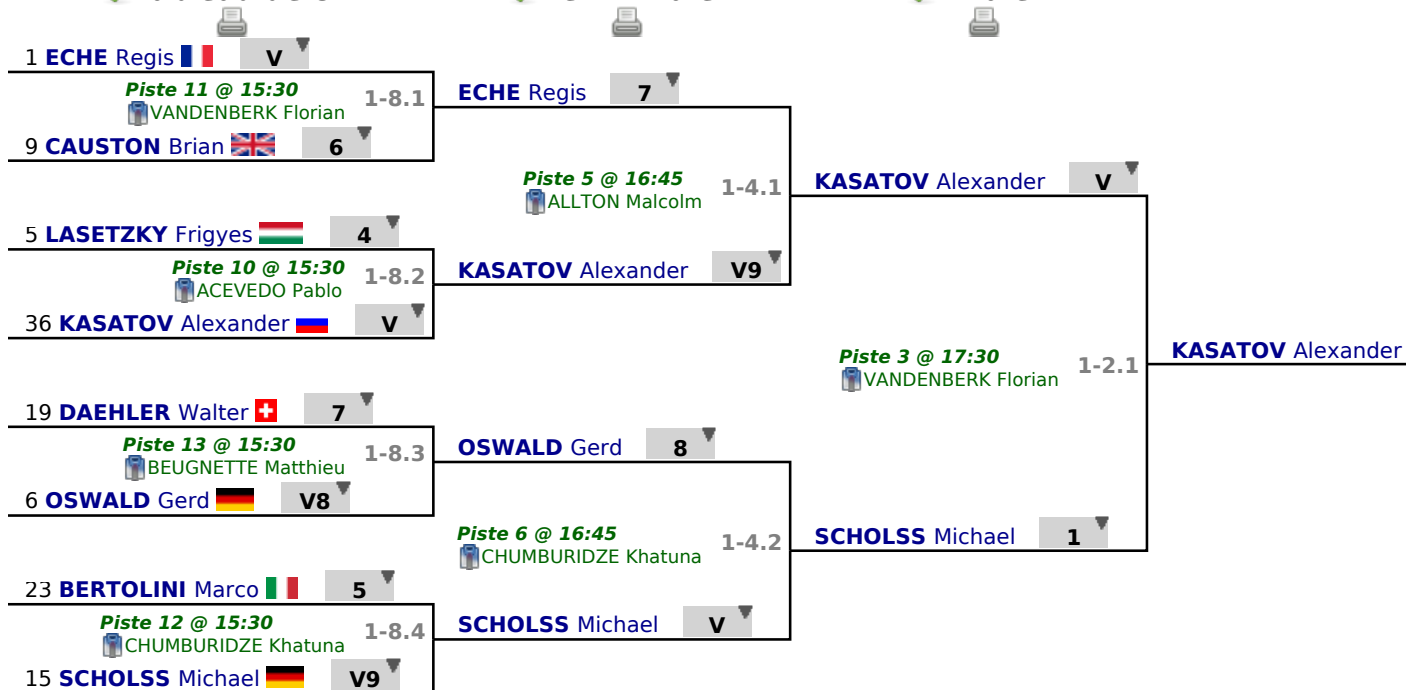 1 ECHE Regis V
Piste 11 @ 15:30
VANDENBERK Florian
1-8.1
9 CAUSTON Brian 6
5 LASETZKY Frigyes 4
Piste 10 @ 15:30
ACEVEDO Pablo
1-8.2
36 KASATOV Alexander V
19 DAEHLER Walter 7
Piste 13 @ 15:30
BEUGNETTE Matthieu
1-8.3
6 OSWALD Gerd V8
23 BERTOLINI Marco 5
Piste 12 @ 15:30
CHUMBURIDZE Khatuna
1-8.4
15 SCHOLSS Michael V9
ECHE Regis 7
Piste 5 @ 16:45
ALLTON Malcolm
1-4.1
KASATOV Alexander V9
OSWALD Gerd 8
Piste 6 @ 16:45
CHUMBURIDZE Khatuna
1-4.2
SCHOLSS Michael V
KASATOV Alexander V
Piste 3 @ 17:30
VANDENBERK Florian
1-2.1
SCHOLSS Michael 1
KASATOV Alexander